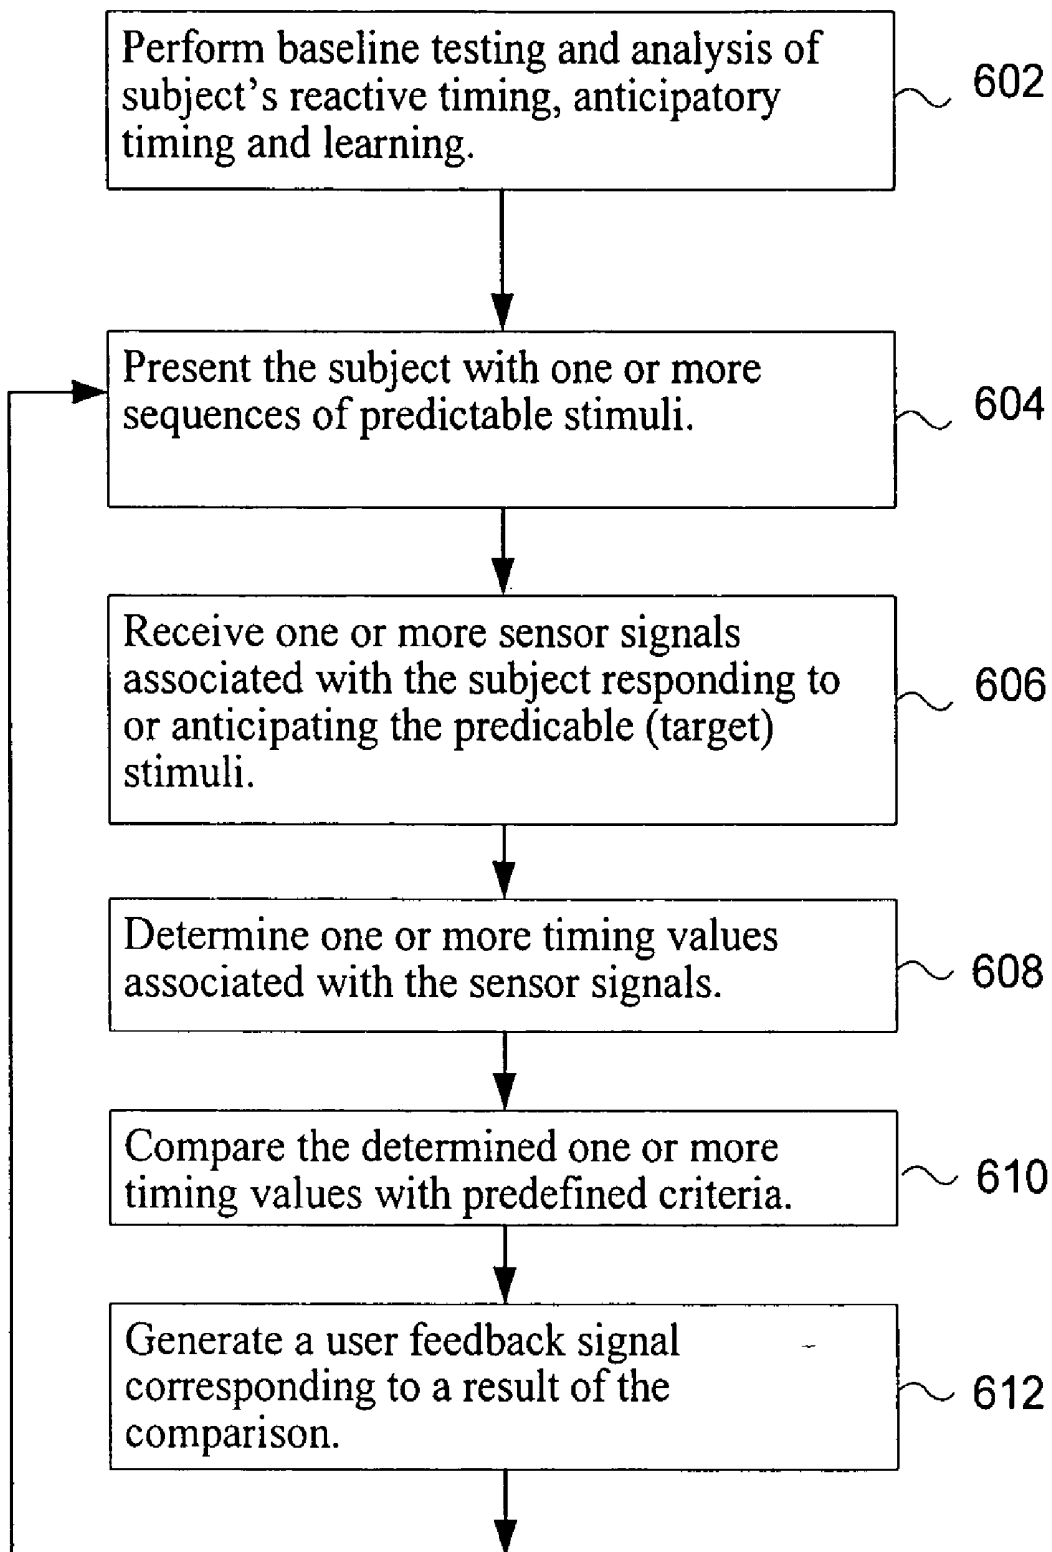 Perform baseline testing and analysis of
subject's reactive timing, anticipatory
timing and learning.
602
Present the subject with one or more
sequences of predictable stimuli.
604
Receive one or more sensor signals
associated with the subject responding to
or anticipating the predicable (target)
stimuli.
606
Determine one or more timing values
associated with the sensor signals.
608
Compare the determined one or more
timing values with predefined criteria.
610
Generate a user feedback signal
corresponding to a result of the
comparison.
612